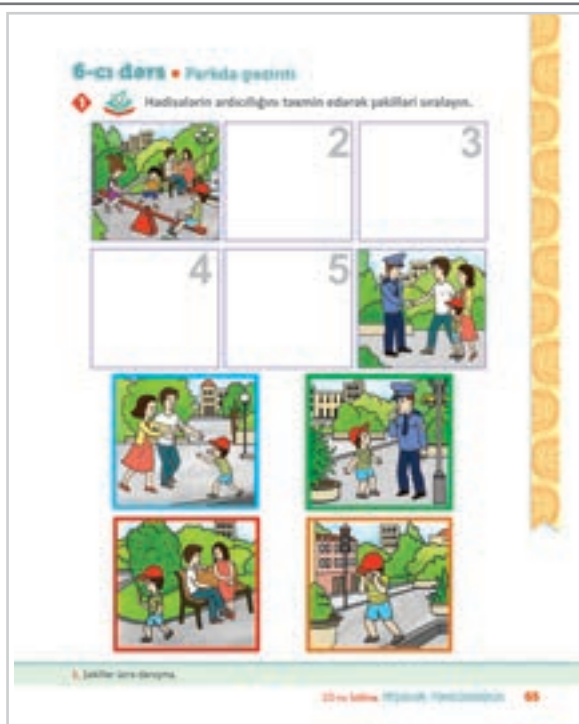 6-cı dərs • Parkda gəzinti
1 Hadisələrin ardıcıllığını təxmin edərək şəkilləri sıralayın.
2 3
4 5
1. Şəkillər üzrə danışma.
65